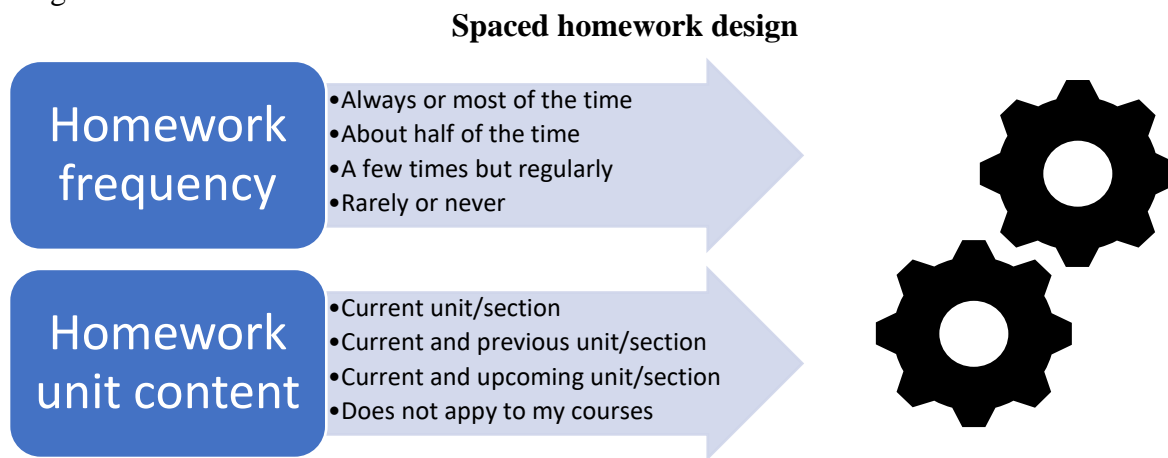 Spaced homework design
Homework
frequency
•Always or most of the time
•About half of the time
•A few times but regularly
•Rarely or never
Homework
unit content
•Current unit/section
•Current and previous unit/section
•Current and upcoming unit/section
•Does not appy to my courses